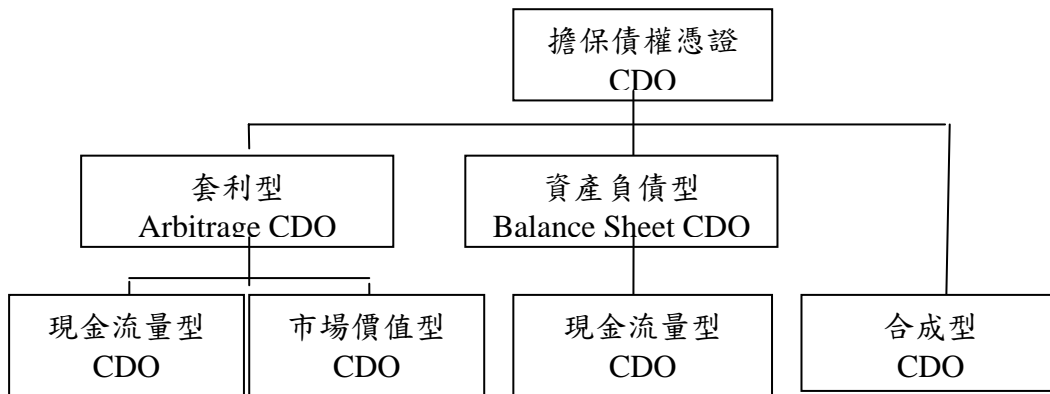 擔保債權憑證
CDO
套利型
Arbitrage CDO
資產負債型
Balance Sheet CDO
現金流量型
CDO
市場價值型
CDO
現金流量型
CDO
合成型
CDO